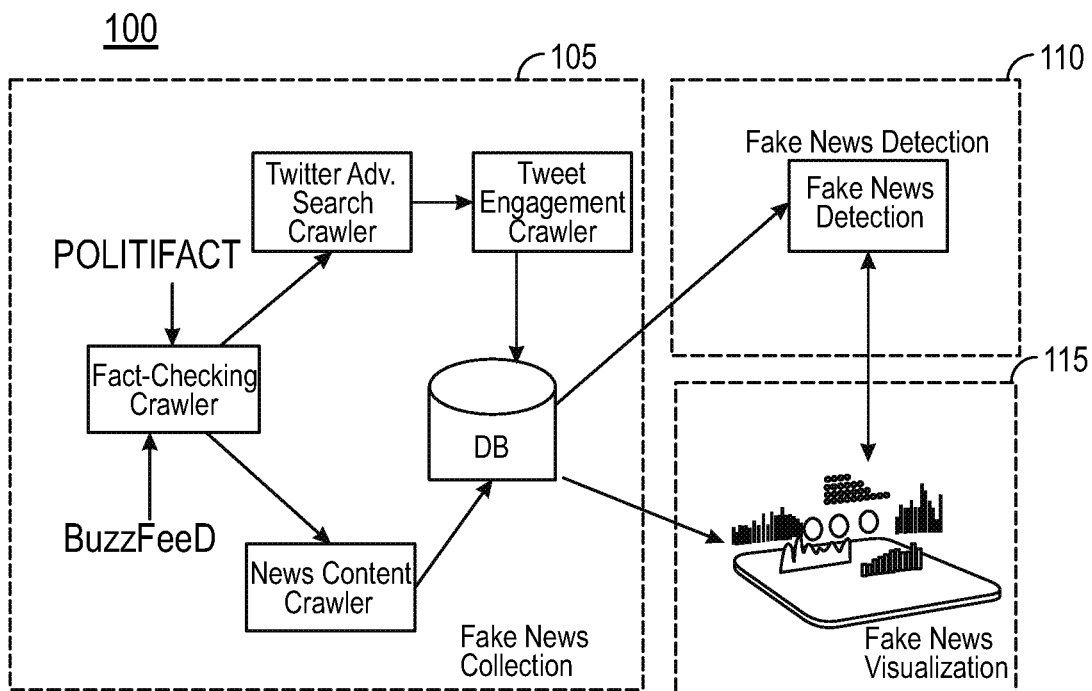 100
105
110
Fake News Detection
Twitter Adv.
Search
Crawler
Tweet
Engagement
Crawler
Fake News
Detection
POLITIFACT
115
Fact-Checking
Crawler
DB
BuzzFeeD
News Content
Crawler
Fake News
Collection
Fake News
Visualization